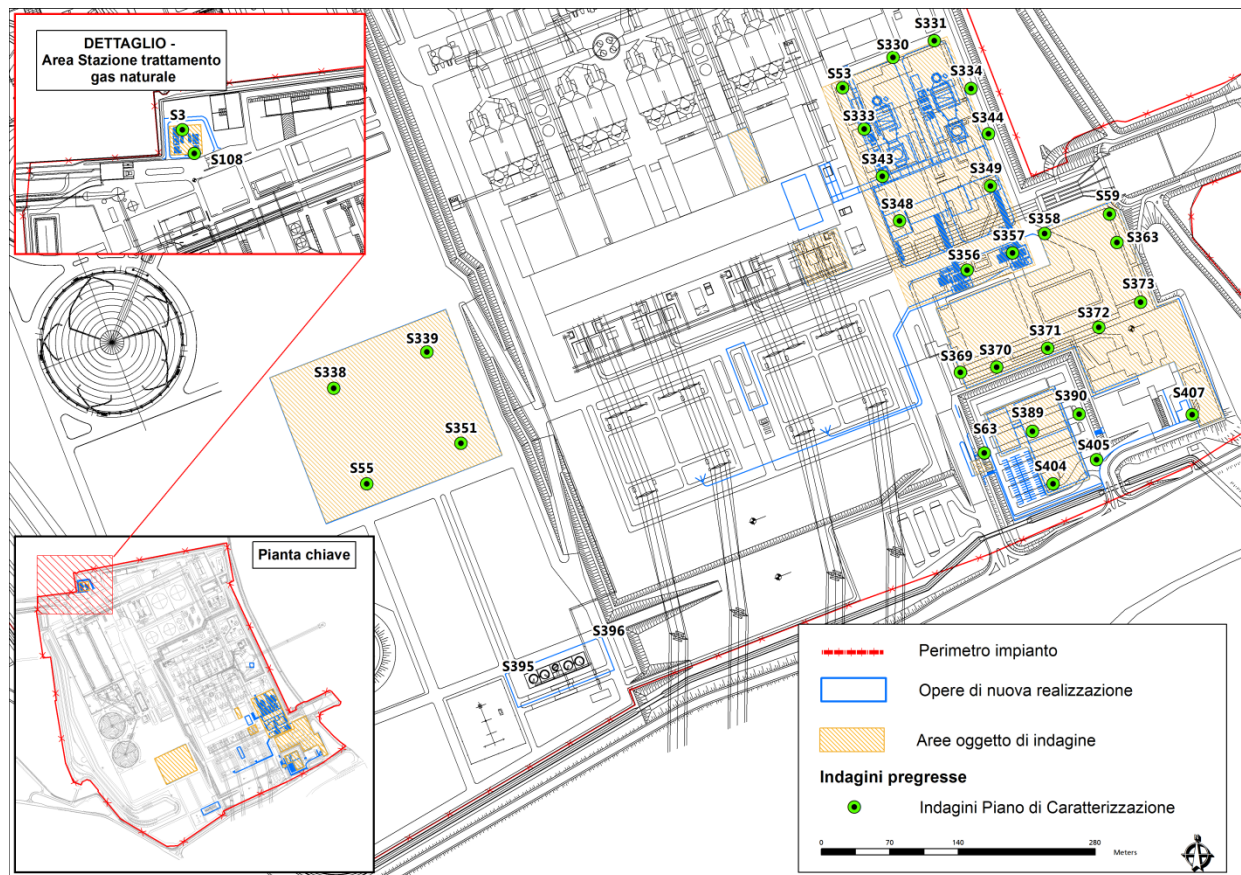 DETTAGLIO -
Area Stazione trattamento
gas naturale
S3
S108
S331
S330
S53
S334
S333
S344
S343
S349
S348
S59
S358
S363
S357
S356
S373
S372
S371
S370
S369
S339
S338
S351
S55
S390
S407
S389
S63
S405
S404
S396
S395
Pianta chiave
Perimetro impianto
Opere di nuova realizzazione
Aree oggetto di indagine
Indagini pregresse
Indagini Piano di Caratterizzazione
0 70 140 280
Meters